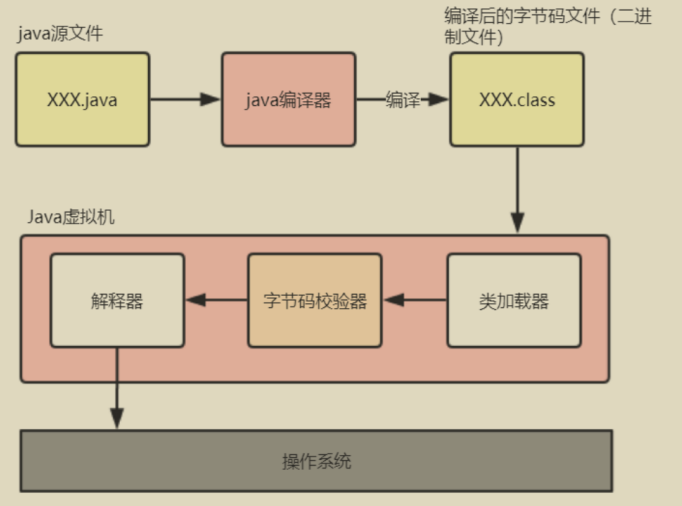 编译后的字节码文件（二进
制文件）
java源文件
XXX.java
java编译器
编译
XXX.class
Java虚拟机
解释器
字节码校验器
类加载器
操作系统